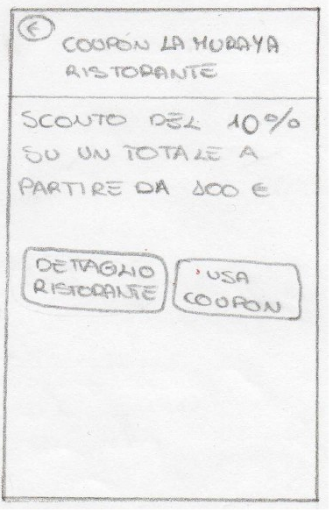 COUPON LA MURAYA
RISTORANTE
SCONTO DEL 10%
SU UN TOTALE A
PARTIRE DA 100 €
DETTAGLIO
RISTORANTE
USA
COUPON